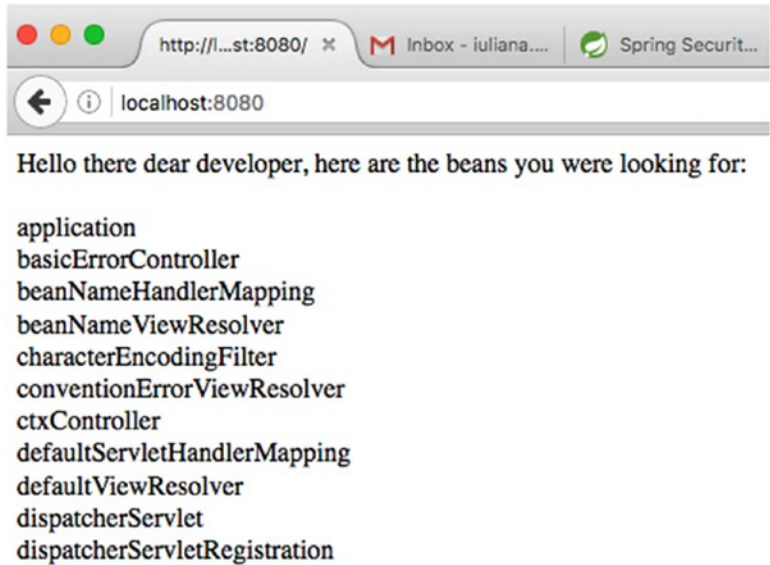 http://l...st:8080/
Inbox - iuliana....
Spring Securit...
localhost:8080
Hello there dear developer, here are the beans you were looking for:
application
basicErrorController
beanNameHandlerMapping
beanNameViewResolver
characterEncodingFilter
conventionErrorViewResolver
ctxController
defaultServletHandlerMapping
defaultViewResolver
dispatcherServlet
dispatcherServletRegistration